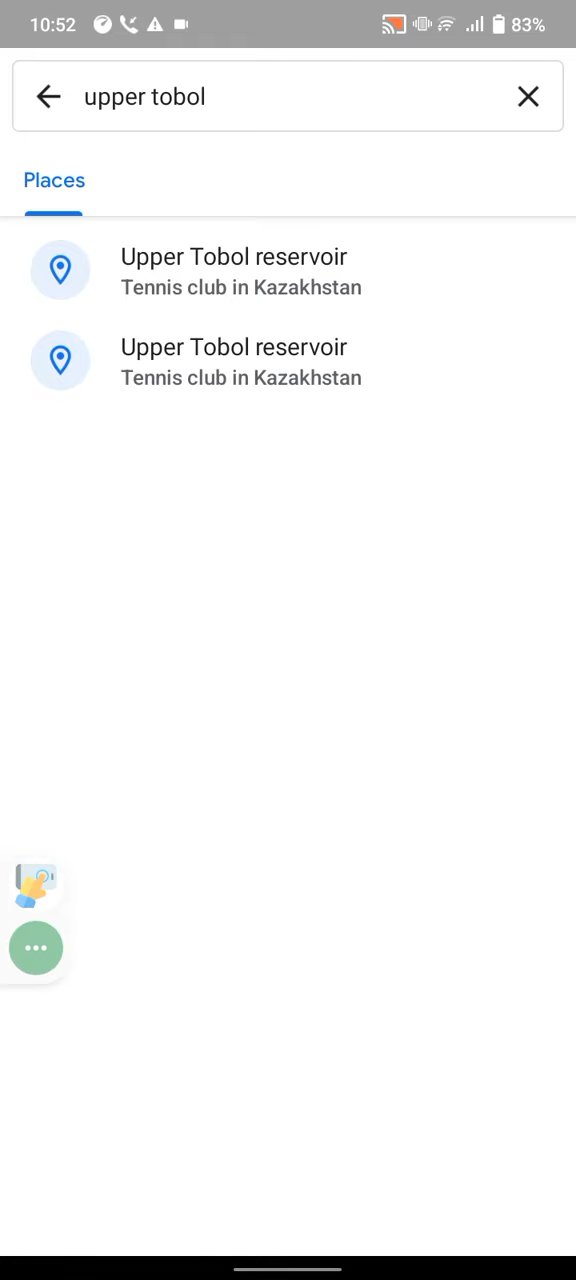 10:52
83%
upper tobol
Places
Upper Tobol reservoir
Tennis club in Kazakhstan
Upper Tobol reservoir
Tennis club in Kazakhstan